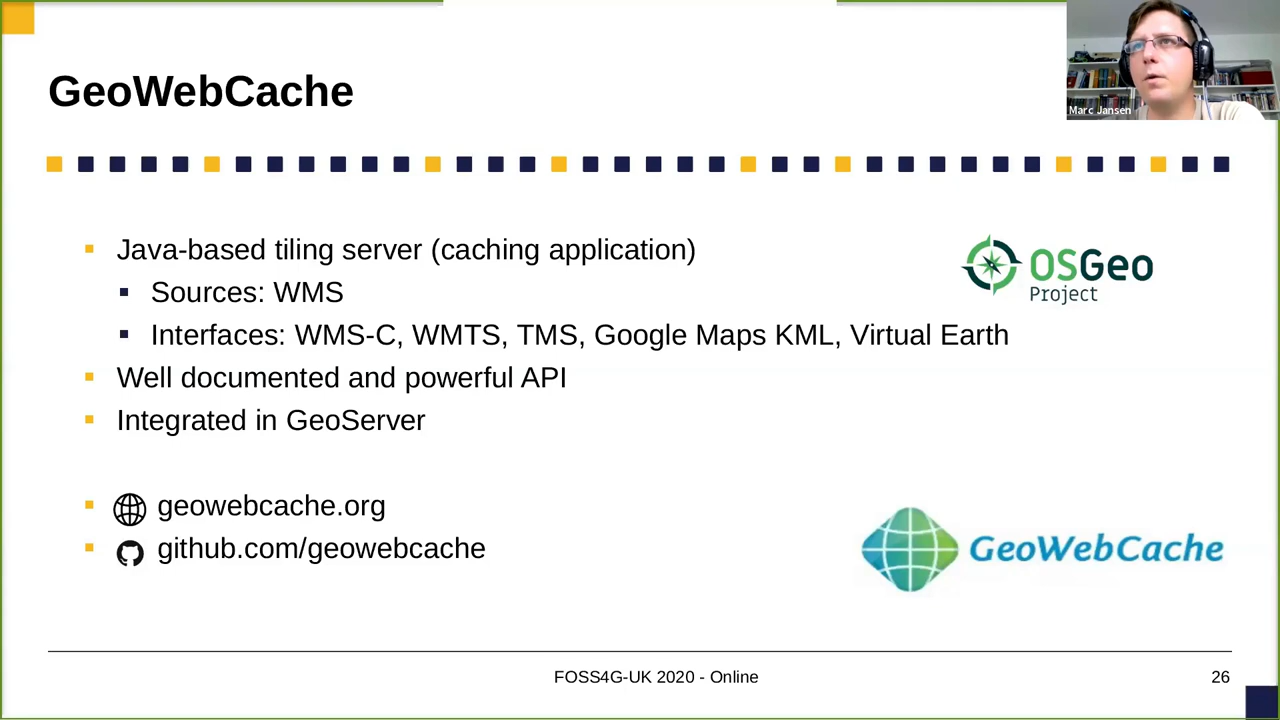 GeoWebCache
Marc Jansen
Java-based tiling server (caching application)
Sources: WMS
Interfaces: WMS-C, WMTS, TMS, Google Maps KML, Virtual Earth
Well documented and powerful API
Integrated in GeoServer
geowebcache.org
github.com/geowebcache
OSGeo
Project
GeoWebCache
FOSS4G-UK 2020 - Online
26